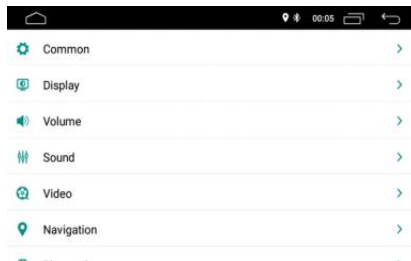 00:05
Common
Display
Volume
Sound
Video
Navigation